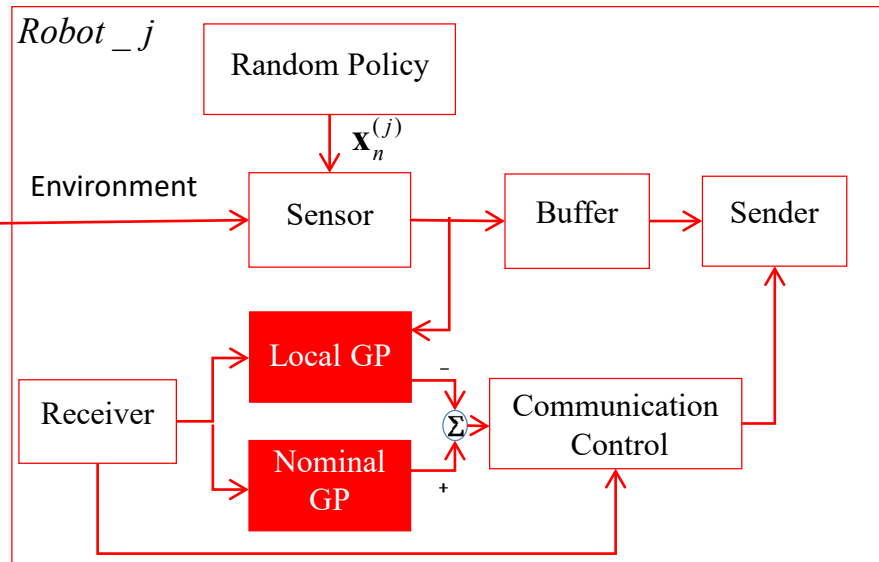 Robot _ j
Random Policy
x_n^(j)
Environment
Sensor
Buffer
Sender
Local GP
−
Receiver
Σ
Communication
Control
Nominal
GP
+